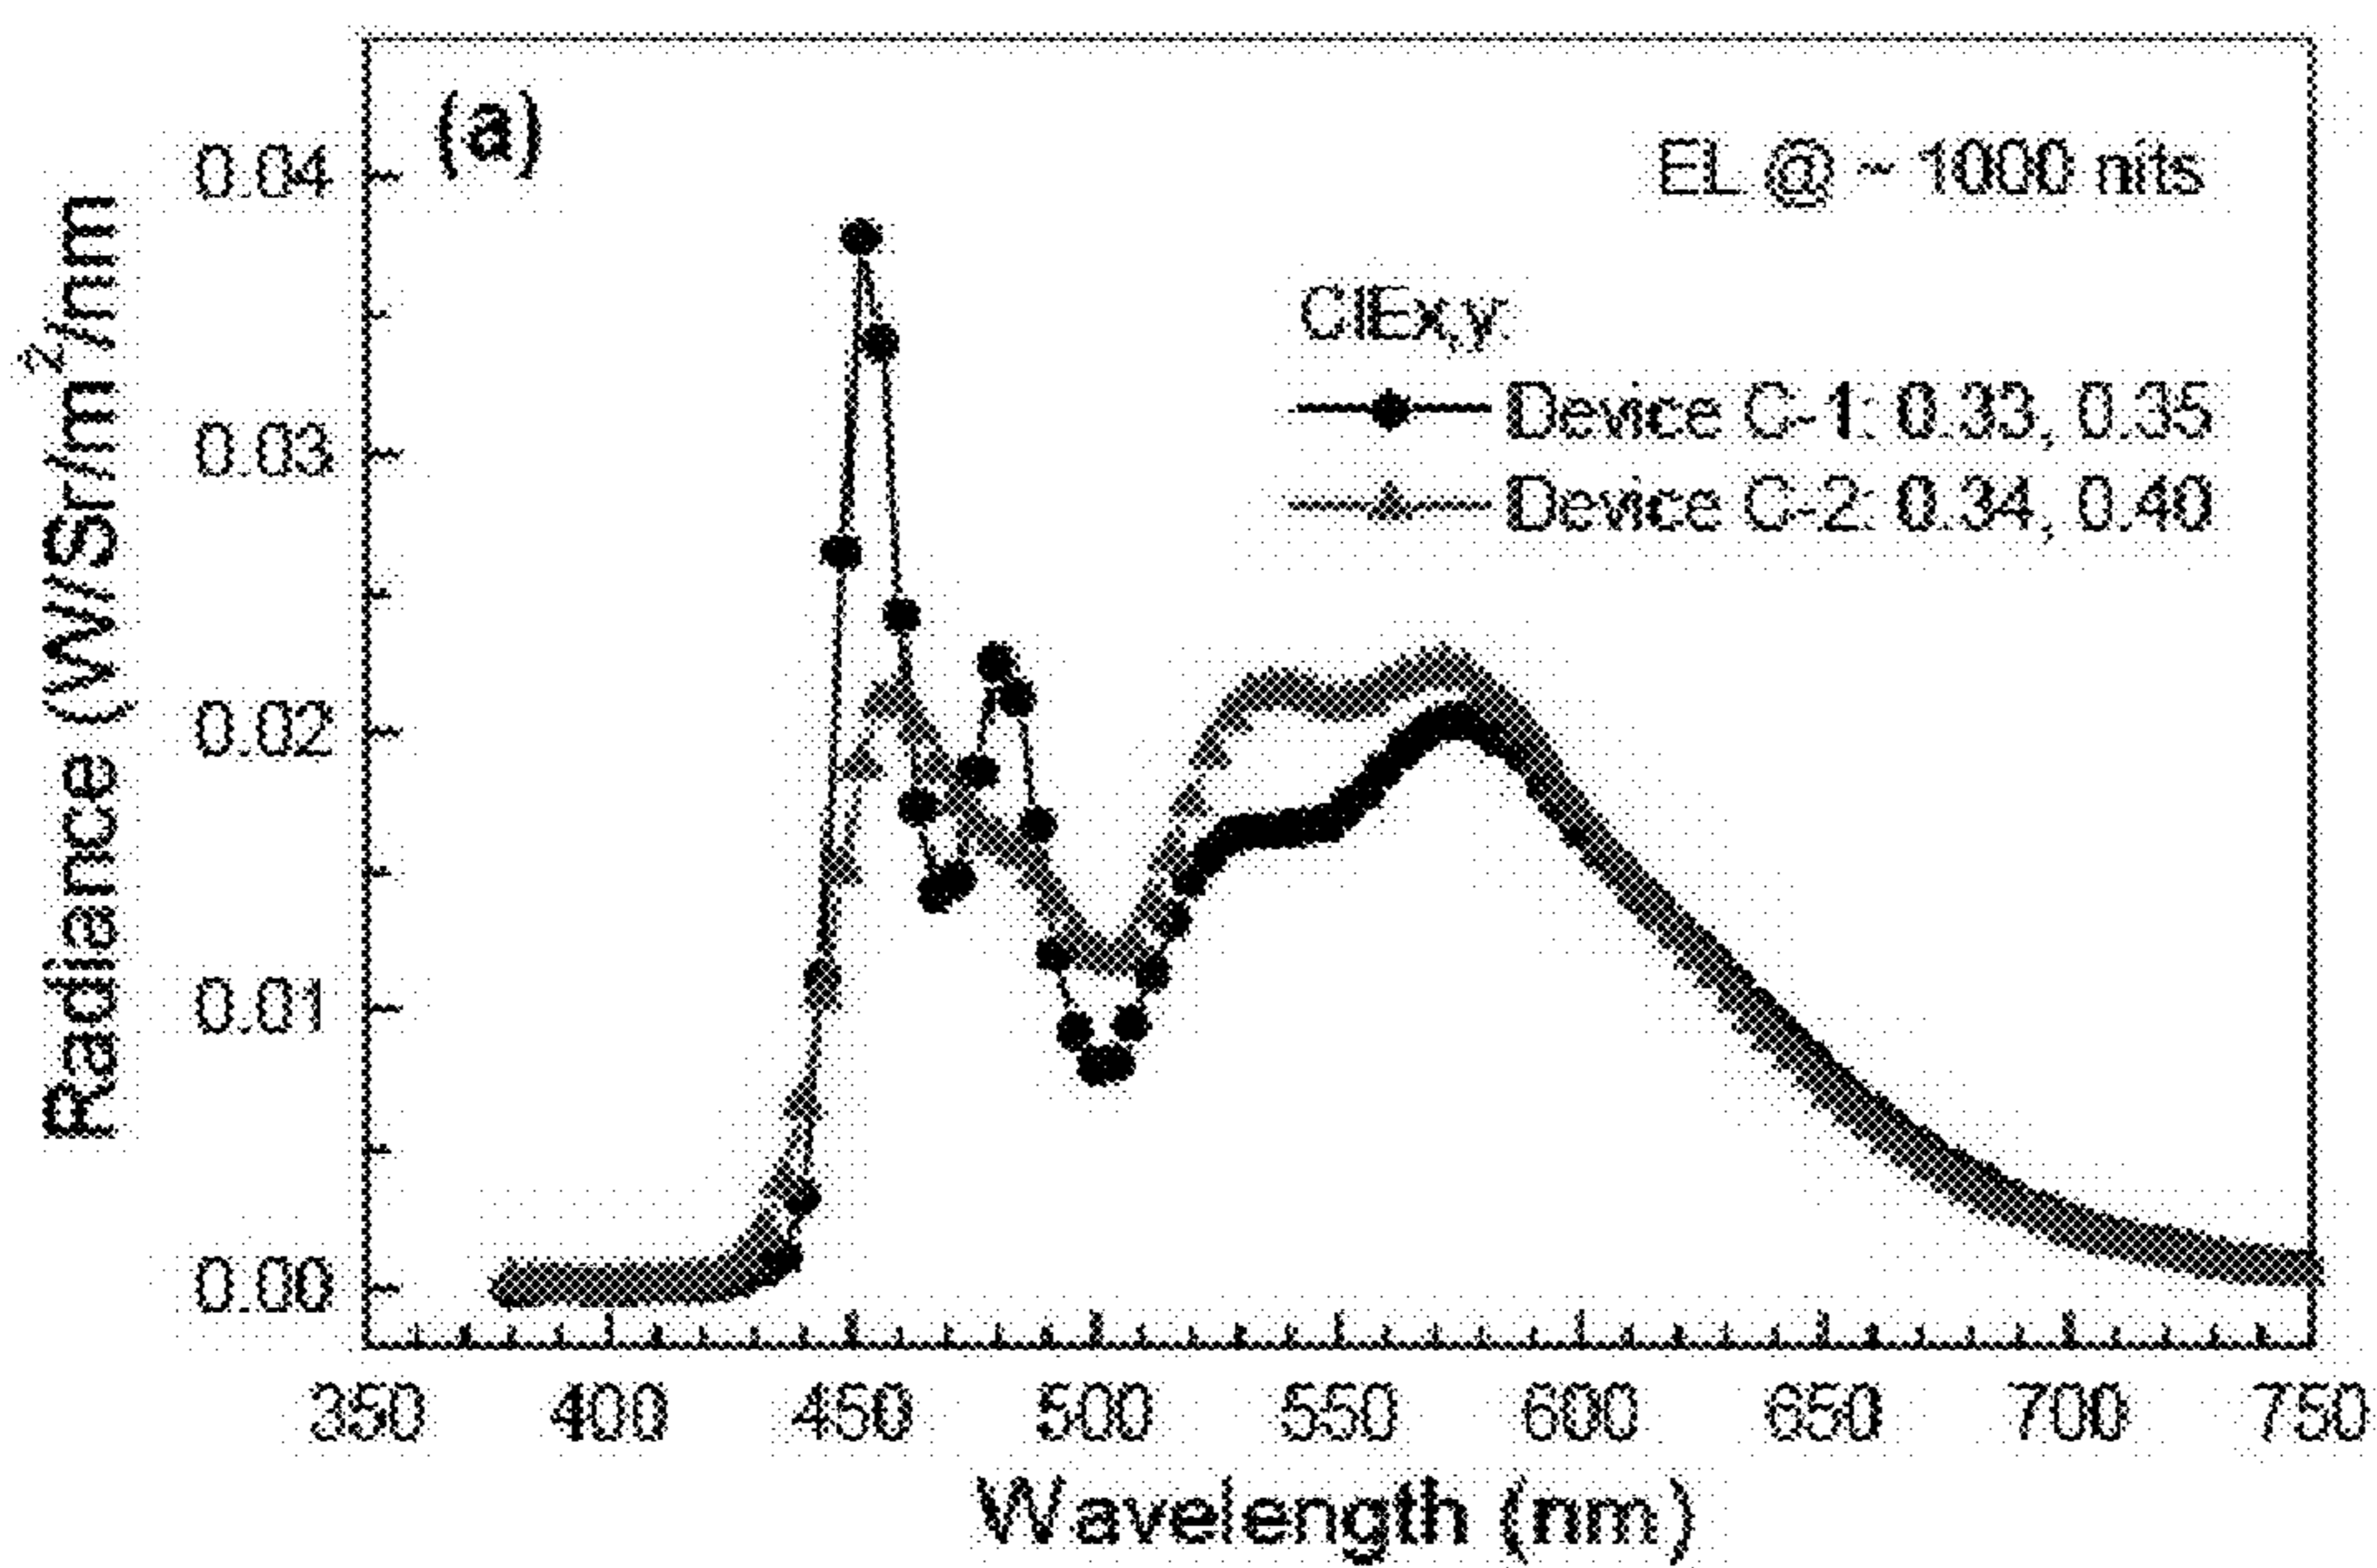 (a)
EL @ ~ 1000 nits
CIEx,y:
Device C-1: 0.33, 0.35
Device C-2: 0.34, 0.40
Radiance (W/Sr/m²/nm
0.04
0.03
0.02
0.01
0.00
350 400 450 500 550 600 650 700 750
Wavelength (nm)